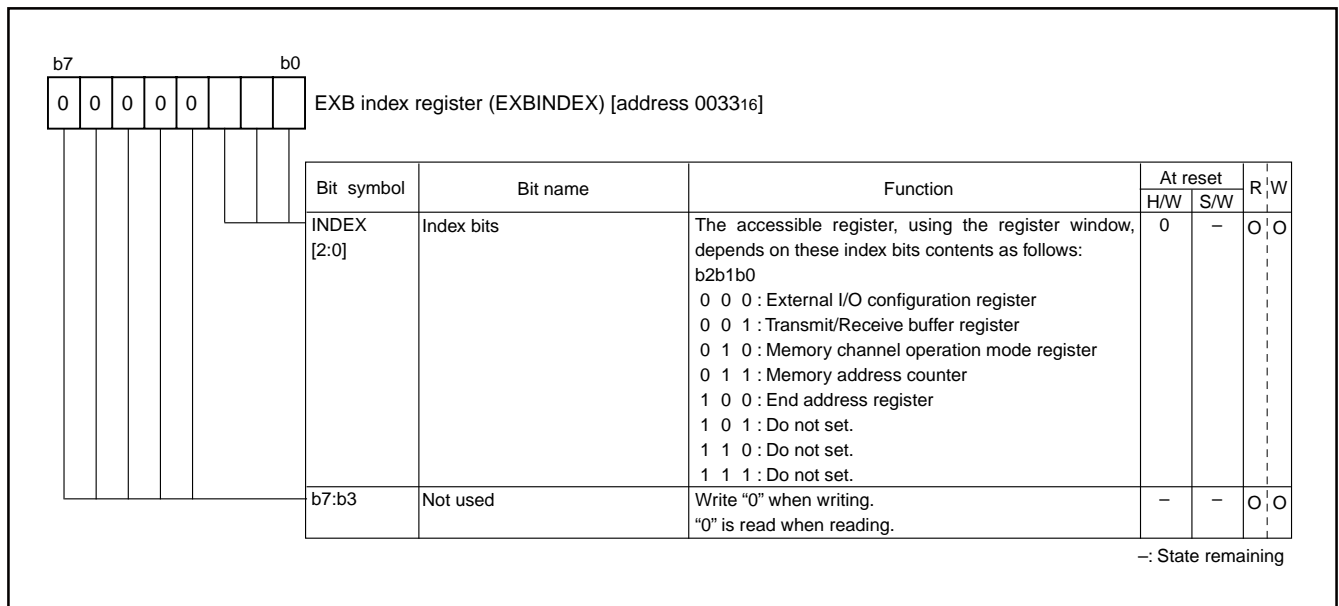 b7 b0
0 0 0 0 0 EXB index register (EXBINDEX) [address 003316]
Bit symbol Bit name Function At reset R W
H/W S/W
INDEX Index bits The accessible register, using the register window, 0 – O O
[2:0] depends on these index bits contents as follows:
b2b1b0
0 0 0 : External I/O configuration register
0 0 1 : Transmit/Receive buffer register
0 1 0 : Memory channel operation mode register
0 1 1 : Memory address counter
1 0 0 : End address register
1 0 1 : Do not set.
1 1 0 : Do not set.
1 1 1 : Do not set.
b7:b3 Not used Write “0” when writing. – – O O
“0” is read when reading.
–: State remaining